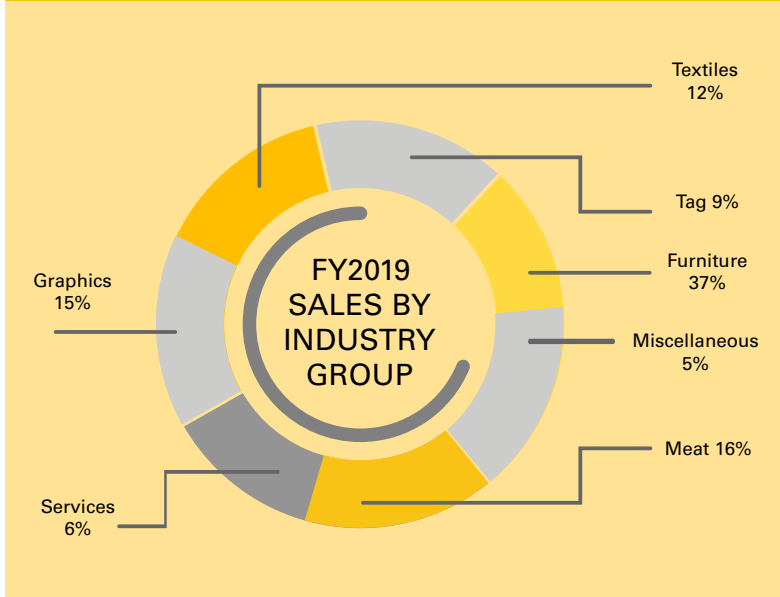 Textiles
12%
Tag 9%
Furniture
37%
Miscellaneous
5%
Meat 16%
Services
6%
Graphics
15%
FY2019
SALES BY
INDUSTRY
GROUP